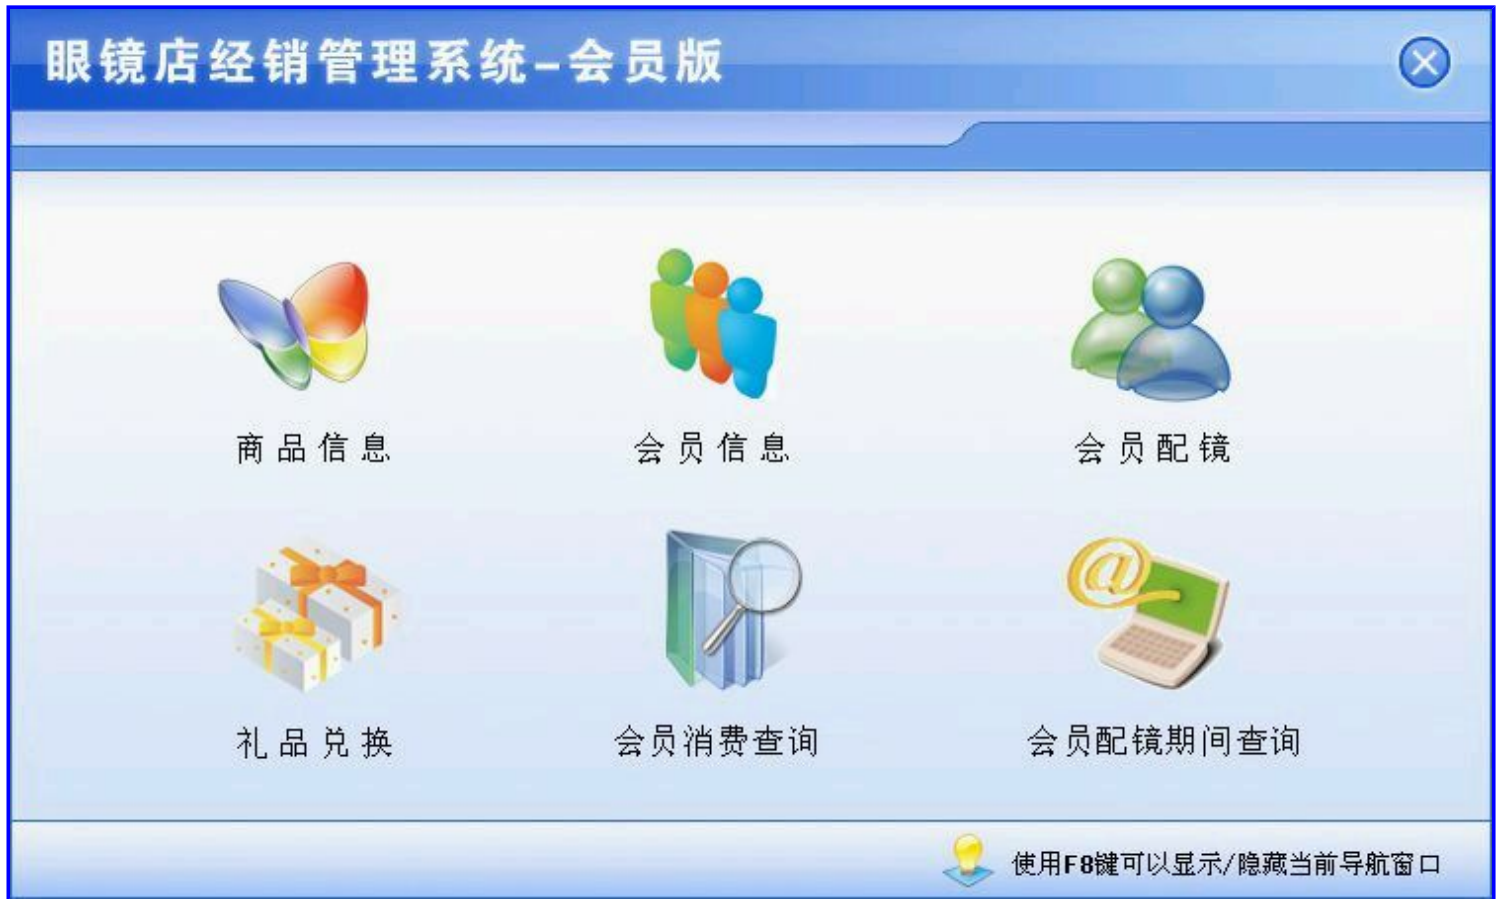 眼镜店经销管理系统-会员版
商品信息
会员信息
会员配镜
礼品兑换
会员消费查询
会员配镜期间查询
使用F8键可以显示/隐藏当前导航窗口